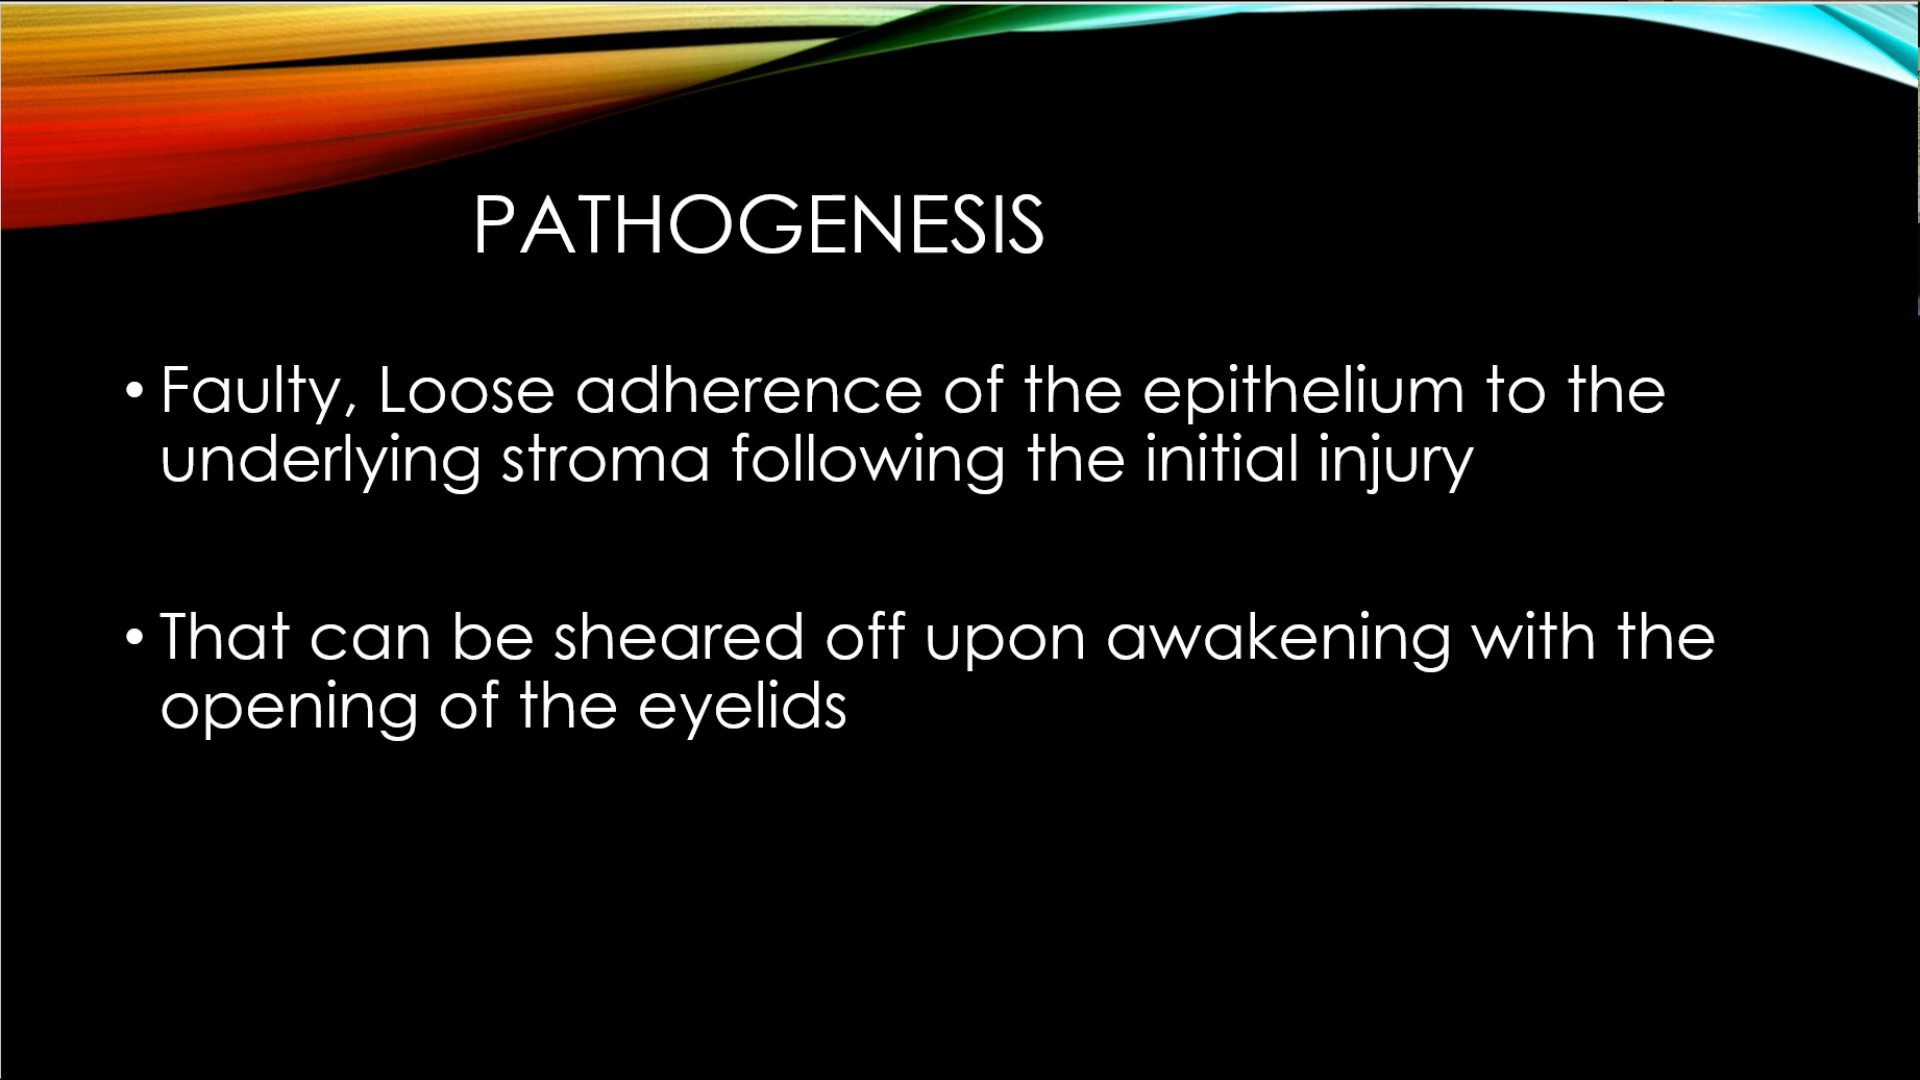 PATHOGENESIS
• Faulty, Loose adherence of the epithelium to the
underlying stroma following the initial injury
• That can be sheared off upon awakening with the
opening of the eyelids